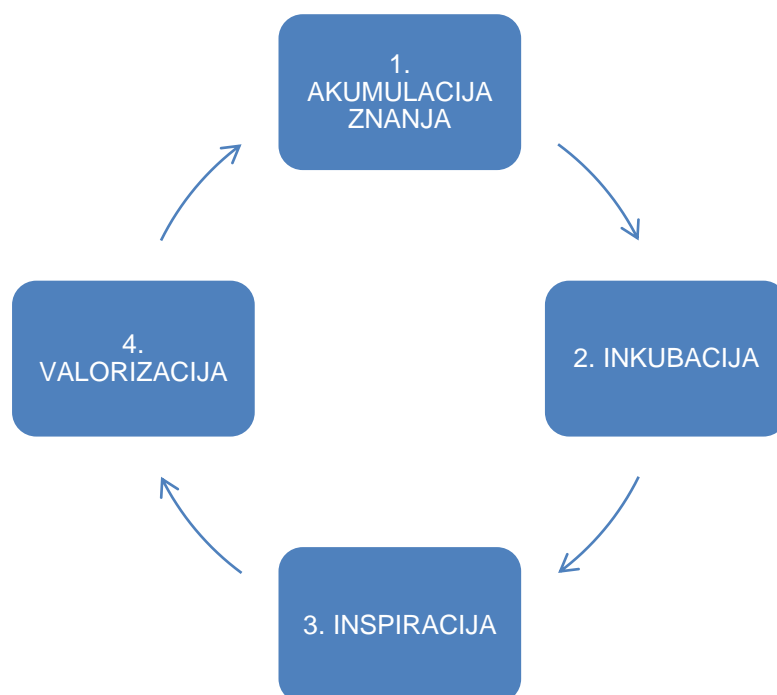 1.
AKUMULACIJA
ZNANJA
2. INKUBACIJA
3. INSPIRACIJA
4.
VALORIZACIJA